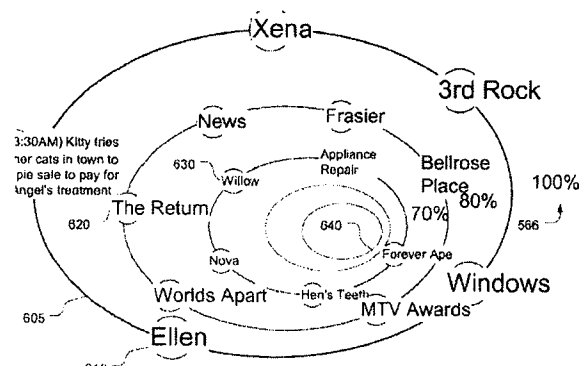 Xena
3rd Rock
News
Frasier
3:30AM) Kitty tries
her cats in town to
pie sale to pay for
Angel's treatment
630
Willow
Appliance
Repair
Bellrose
Place
100%
80%
70%
The Return
620
640
566
Nova
Forever Ape
Windows
Worlds Apart
Hen's Teeth
MTV Awards
605
Ellen